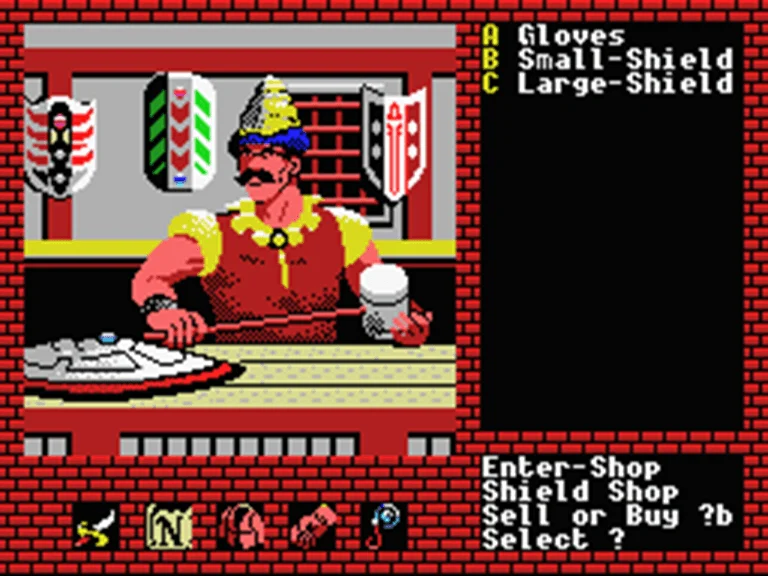 A Gloves
B Small-Shield
C Large-Shield
Enter-Shop
Shield Shop
Sell or Buy ?b
Select ?
N